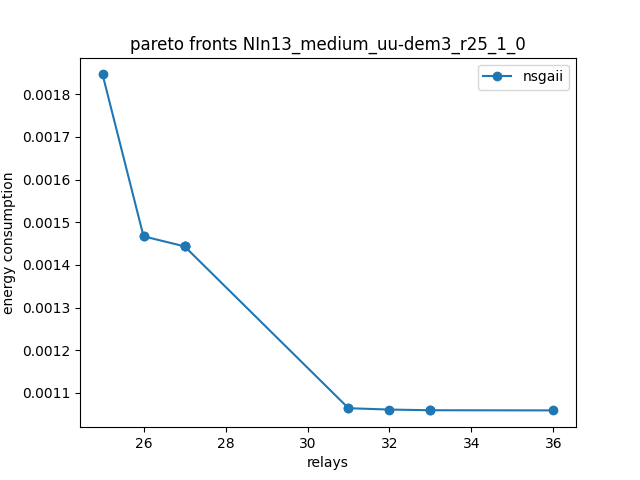 pareto fronts NIn13_medium_uu-dem3_r25_1_0
nsgaii
energy consumption
0.0018
0.0017
0.0016
0.0015
0.0014
0.0013
0.0012
0.0011
26 28 30 32 34 36
relays